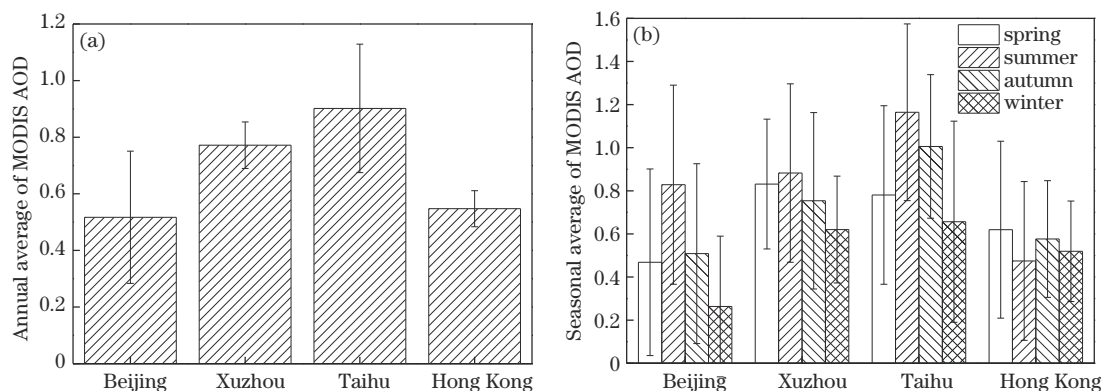 (a)
Annual average of MODIS AOD
1.2
1.0
0.8
0.6
0.4
0.2
0
Beijing Xuzhou Taihu Hong Kong
(b)
Seasonal average of MODIS AOD
1.6
1.4
1.2
1.0
0.8
0.6
0.4
0.2
0
spring
summer
autumn
winter
Beijing Xuzhou Taihu Hong Kong